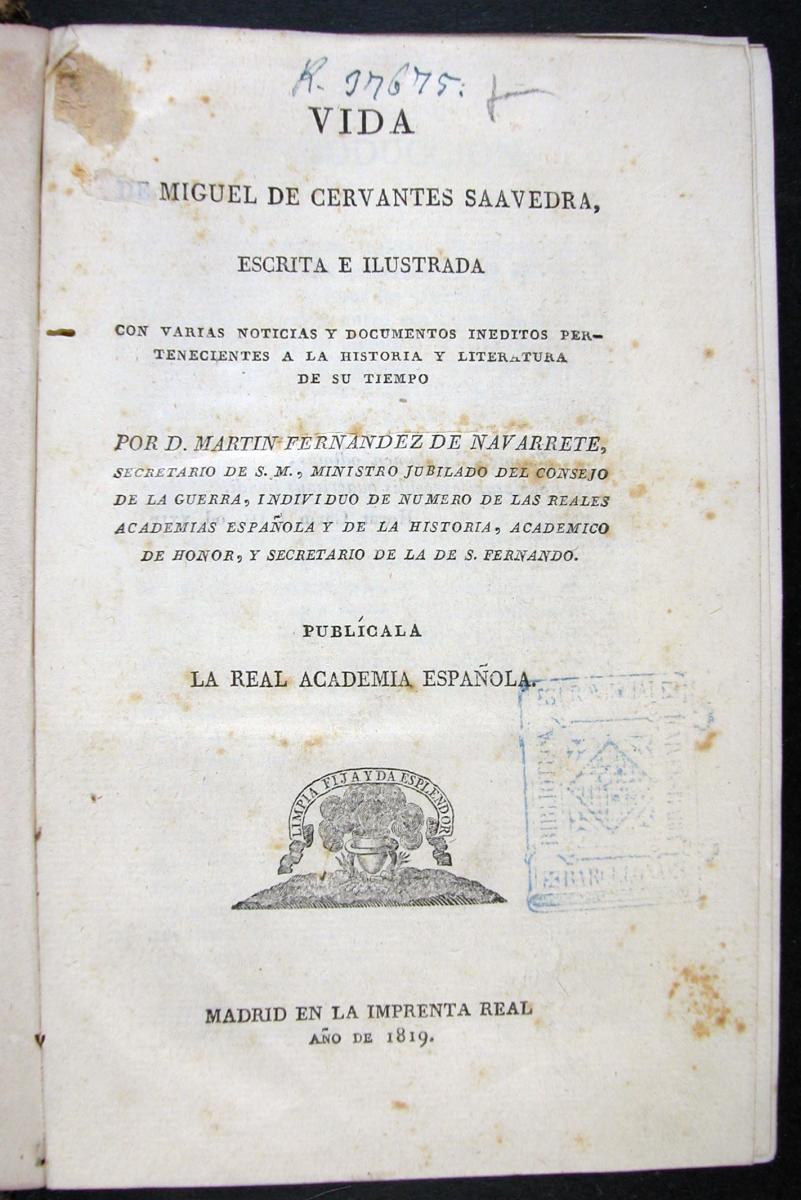 R. 37675.
VIDA
DE MIGUEL DE CERVANTES SAAVEDRA,
ESCRITA E ILUSTRADA
CON VARIAS NOTICIAS Y DOCUMENTOS INEDITOS PER-
TENECIENTES A LA HISTORIA Y LITERATURA
DE SU TIEMPO
POR D. MARTIN FERNANDEZ DE NAVARRETE,
SECRETARIO DE S. M., MINISTRO JUBILADO DEL CONSEJO
DE LA GUERRA, INDIVIDUO DE NUMERO DE LAS REALES
ACADEMIAS ESPAÑOLA Y DE LA HISTORIA, ACADEMICO
DE HONOR, Y SECRETARIO DE LA DE S. FERNANDO.
PUBLÍCALA
LA REAL ACADEMIA ESPAÑOLA.
LIMPIA FIJA Y DA ESPLENDOR
BIBLIOTECA
BARCELONA
MADRID EN LA IMPRENTA REAL
AÑO DE 1819.